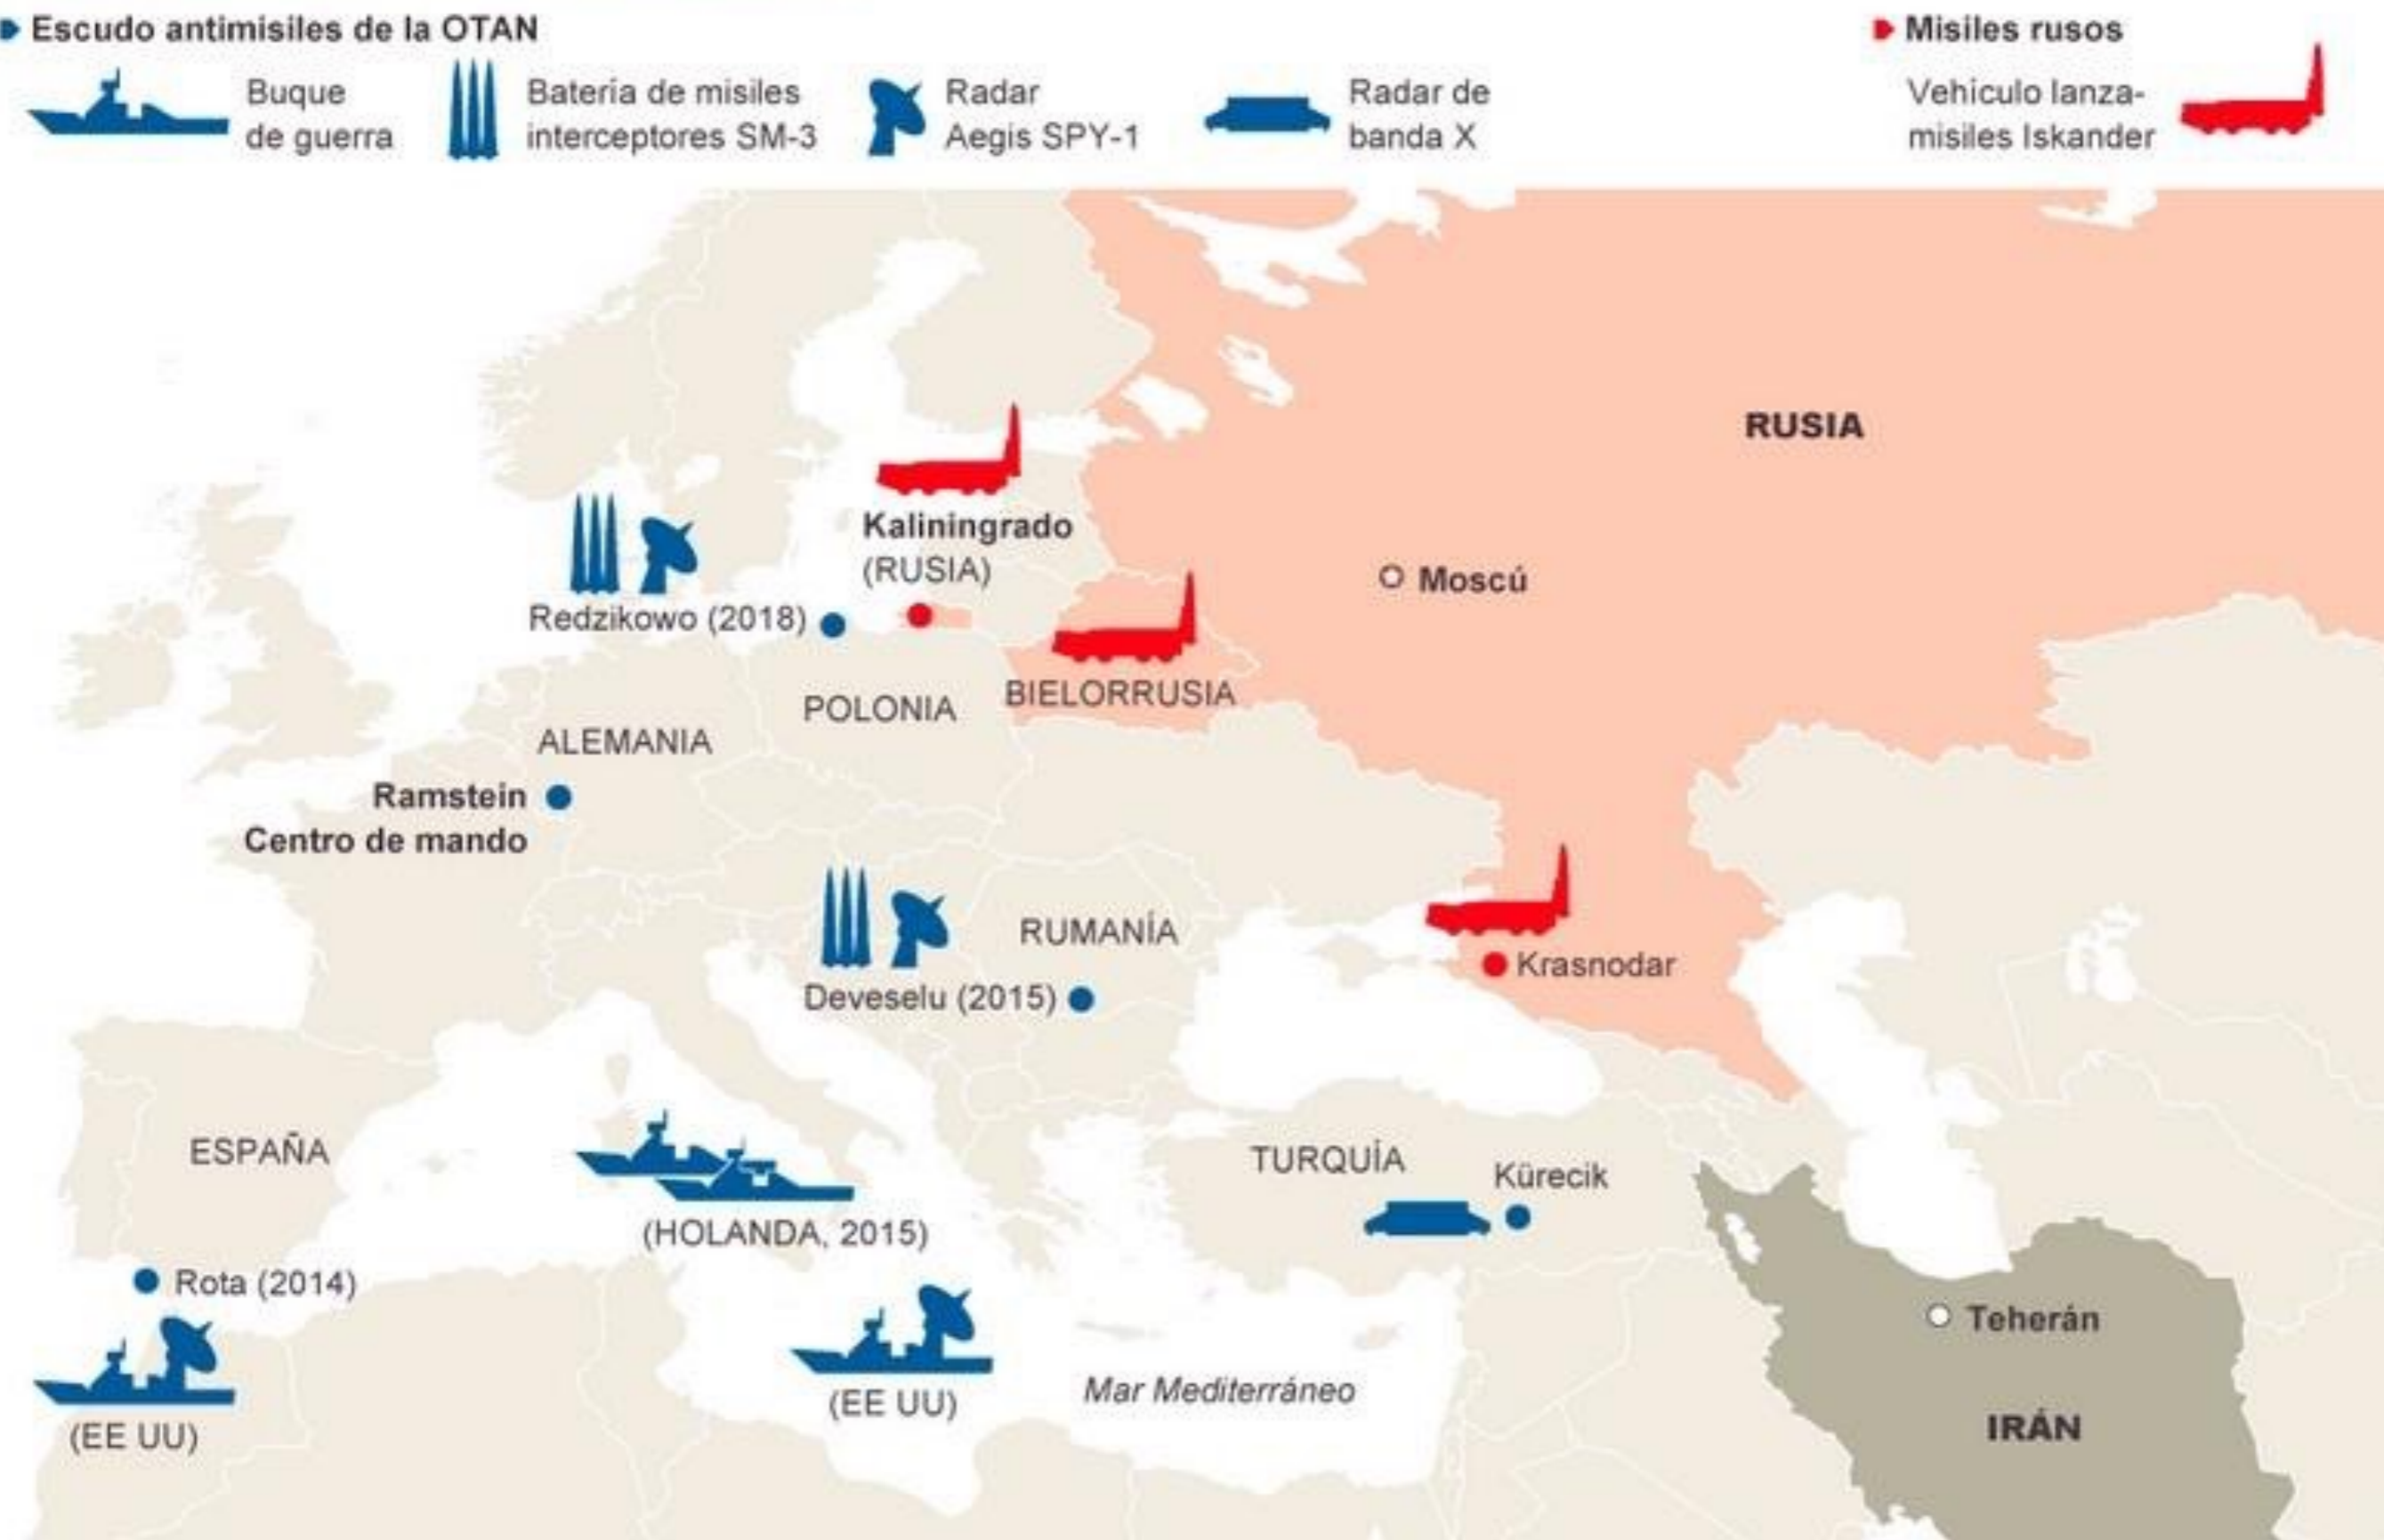 Escudo antimisiles de la OTAN
Misiles rusos
Buque
de guerra
Batería de misiles
interceptores SM-3
Radar
Aegis SPY-1
Radar de
banda X
Vehículo lanza-
misiles Iskander
RUSIA
Kaliningrado
(RUSIA)
Moscú
Redzikowo (2018)
BIELORRUSIA
POLONIA
ALEMANIA
Ramstein
Centro de mando
RUMANÍA
Krasnodar
Deveselu (2015)
ESPAÑA
TURQUÍA
Kürecik
(HOLANDA, 2015)
Rota (2014)
Teherán
Mar Mediterráneo
(EE UU)
(EE UU)
IRÁN